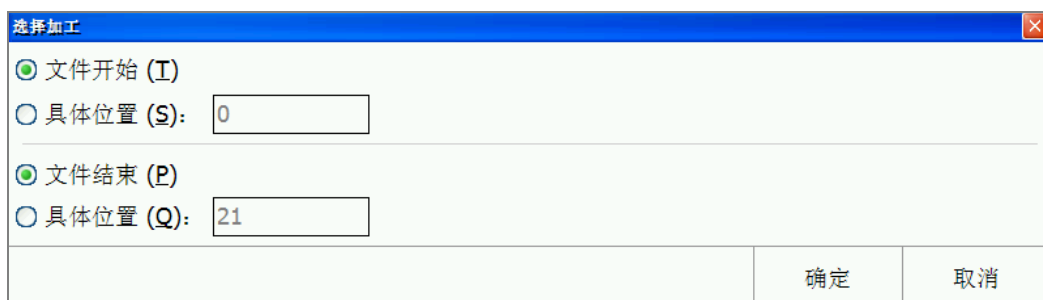 选择加工
文件开始 (T)
具体位置 (S): 0
文件结束 (P)
具体位置 (Q): 21
确定 取消